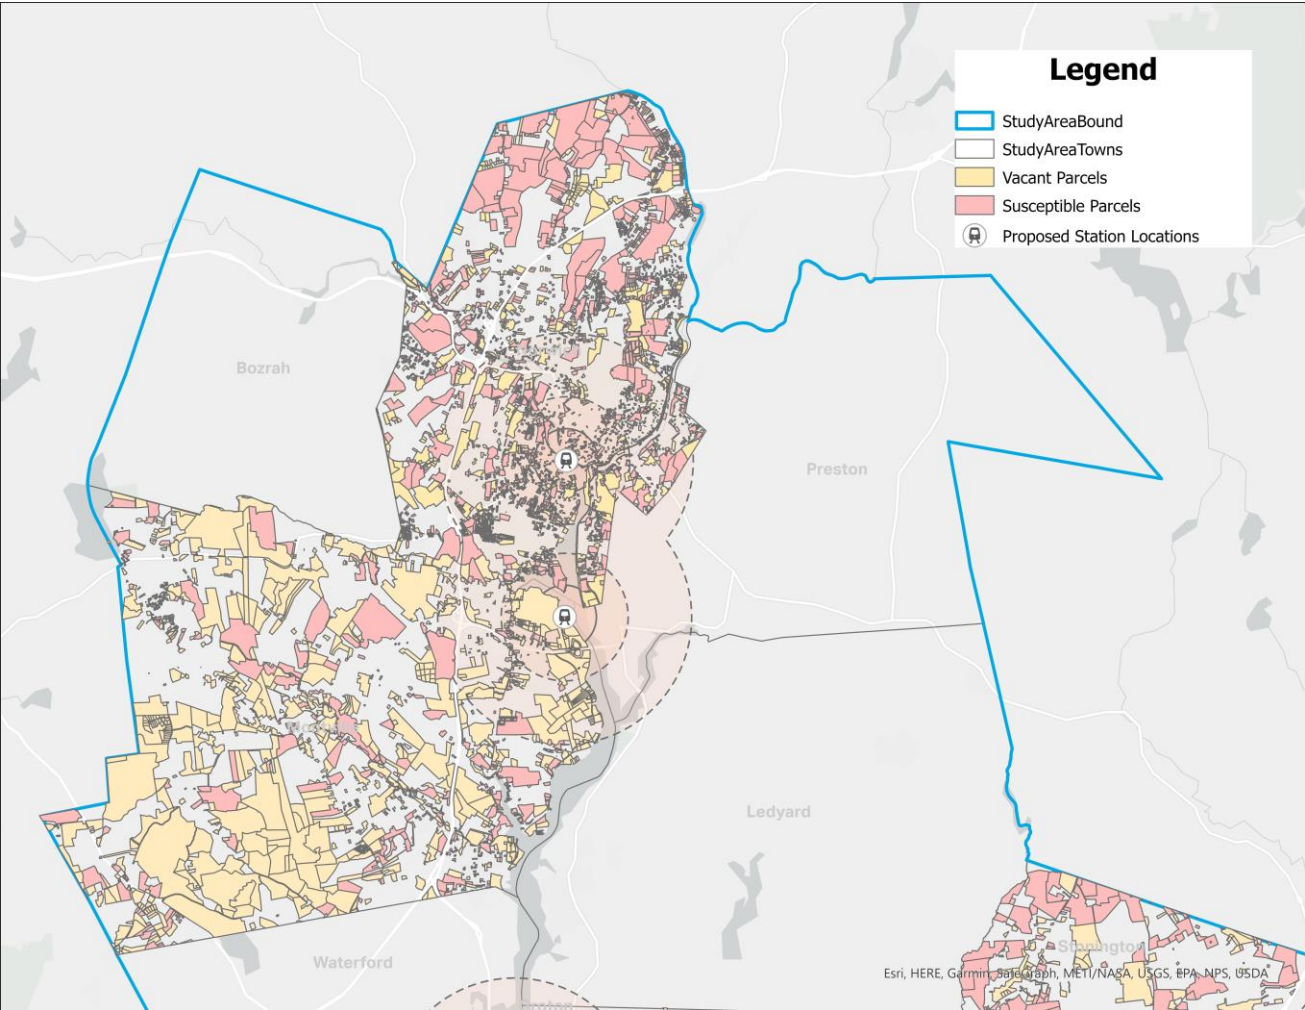 Legend
StudyAreaBound
StudyAreaTowns
Vacant Parcels
Susceptible Parcels
Proposed Station Locations
Bozrah
Preston
Ledyard
Stonington
Waterford
Esri, HERE, Garmin, SafeGraph, METI/NASA, USGS, EPA, NPS, USDA